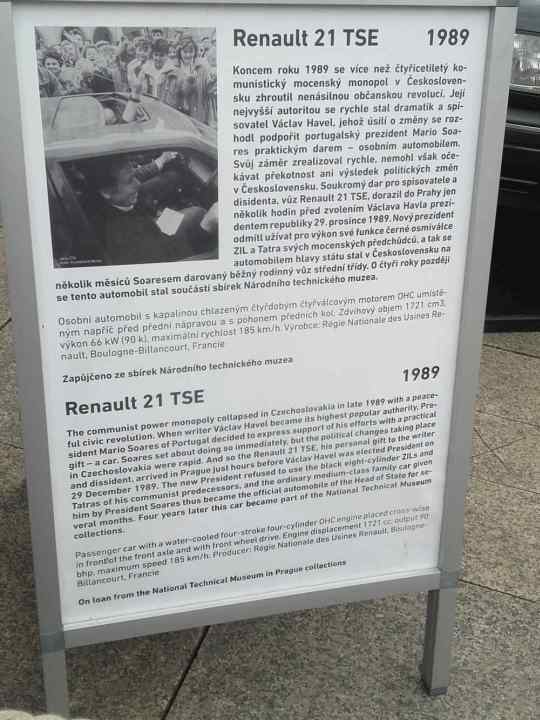 Renault 21 TSE 1989
Koncem roku 1989 se více než čtyřicetiletý ko-
munistický mocenský monopol v Českosloven-
sku zhroutil nenásilnou občanskou revolucí. Její
nejvyšší autoritou se rychle stal dramatik a spi-
sovatel Václav Havel, jehož úsilí o změny se roz-
hodl podpořit portugalský prezident Mario Soa-
res praktickým darem – osobním automobilem.
Svůj záměr zrealizoval rychle, nemohl však oče-
kávat překotnost ani výsledek politických změn
v Československu. Soukromý dar pro spisovatele a
disidenta, vůz Renault 21 TSE, dorazil do Prahy jen
několik hodin před zvolením Václava Havla prezi-
dentem republiky 29. prosince 1989. Nový prezident
odmítl užívat pro výkon své funkce černé osmiválce
ZIL a Tatra svých mocenských předchůdců, a tak se
automobilem hlavy státu stal v Československu na
několik měsíců Soaresem darovaný běžný rodinný vůz střední třídy. O čtyři roky později
se tento automobil stal součástí sbírek Národního technického muzea.
Osobní automobil s kapalinou chlazeným čtyřdobým čtyřválcovým motorem OHC umístě-
ným napříč před přední nápravou a s pohonem předních kol. Zdvihový objem 1721 cm3,
výkon 66 kW (90 k), maximální rychlost 185 km/h. Výrobce: Régie Nationale des Usines Re-
nault, Boulogne-Billancourt, Francie
Zapůjčeno ze sbírek Národního technického muzea
Renault 21 TSE 1989
The communist power monopoly collapsed in Czechoslovakia in late 1989 with a peace-
ful civic revolution. When writer Václav Havel became its highest popular authority, Pre-
sident Mario Soares of Portugal decided to express support of his efforts with a practical
gift – a car. Soares set about doing so immediately, but the political changes taking place
in Czechoslovakia were rapid. And so the Renault 21 TSE, his personal gift to the writer
and dissident, arrived in Prague just hours before Václav Havel was elected President on
29 December 1989. The new President refused to use the black eight-cylinder ZILs and
Tatras of his communist predecessors, and the ordinary medium-class family car given
him by President Soares thus became the official automobile of the Head of State for se-
veral months. Four years later this car became part of the National Technical Museum
collections.
Passenger car with a water-cooled four-stroke four-cylinder OHC engine placed cross-wise
in frontof the front axle and with front wheel drive. Engine displacement 1721 cc, output 90
bhp, maximum speed 185 km/h. Producer: Régie Nationale des Usines Renault, Boulogne-
Billancourt, Francie
On loan from the National Technical Museum in Prague collections